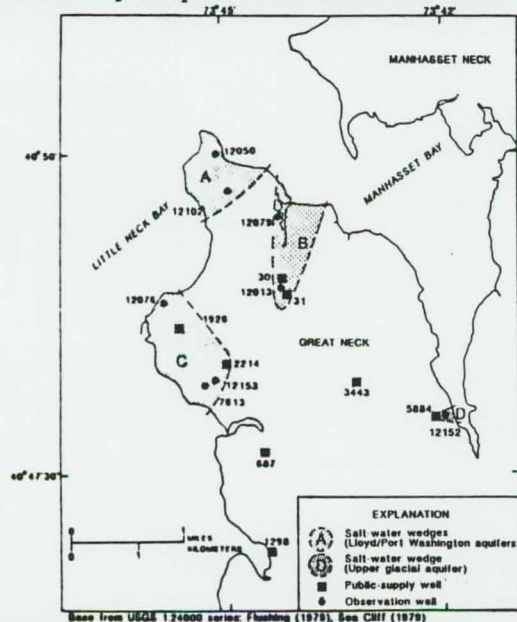 73°45'
73°42'
MANHASSET NECK
40°50'
12050
A
MANHASSET BAY
12102
LITTLE NECK BAY
12079
B
30
12013
31
12076
1926
GREAT NECK
C
2214
12153
7613
3443
5884
D
12152
40°47'30"
687
1298
0
1
MILES
KILOMETERS
0
1
EXPLANATION
A
Salt-water wedges
(Lloyd/Port Washington aquifers)
D
Salt-water wedge
(Upper glacial aquifer)
Public-supply well
Observation well
Base from USGS 1:24000 series: Flushing (1979), Sea Cliff (1979)